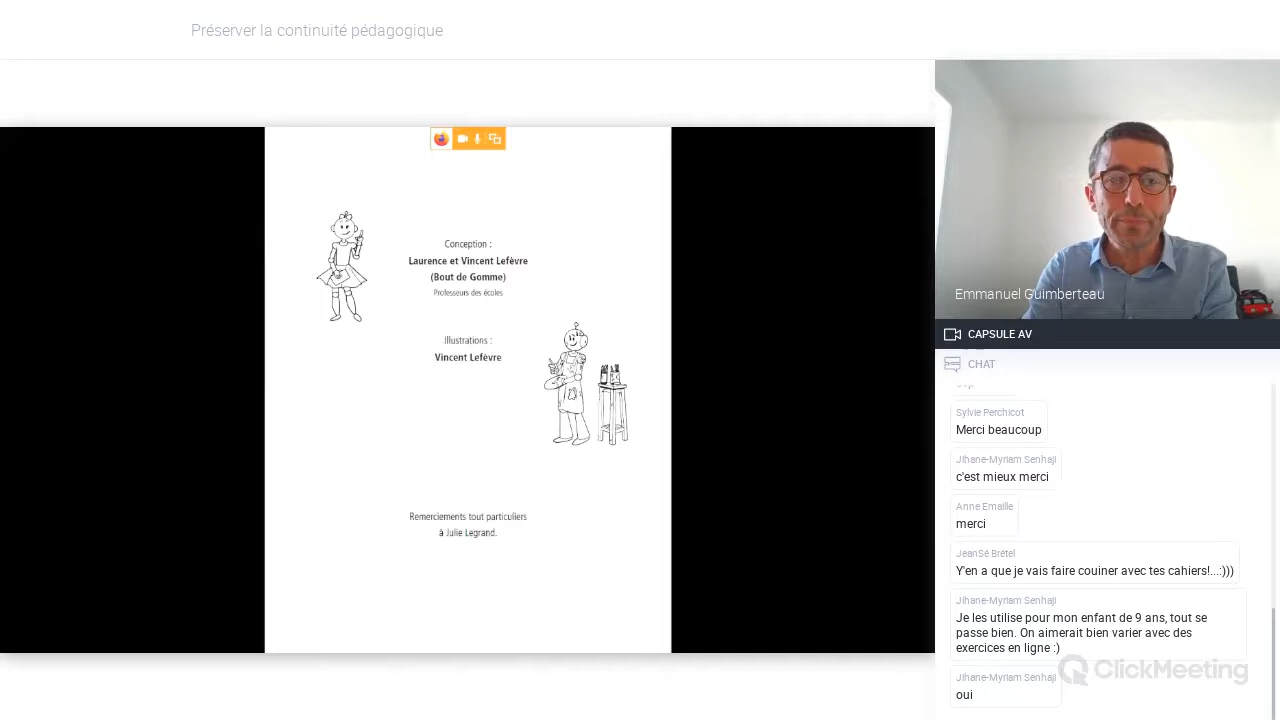 Préserver la continuité pédagogique
Conception :
Laurence et Vincent Lefèvre
(Bout de Gomme)
Professeurs des écoles
Illustrations :
Vincent Lefèvre
Remerciements tout particuliers
à Julie Legrand.
Emmanuel Guimberteau
CAPSULE AV
CHAT
Sylvie Perchicot
Merci beaucoup
Jihane-Myriam Senhaji
c'est mieux merci
Anne Emaille
merci
JeanSé Brétel
Y'en a que je vais faire couiner avec tes cahiers!...:)))
Jihane-Myriam Senhaji
Je les utilise pour mon enfant de 9 ans, tout se
passe bien. On aimerait bien varier avec des
exercices en ligne :)
ClickMeeting
Jihane-Myriam Senhaji
oui